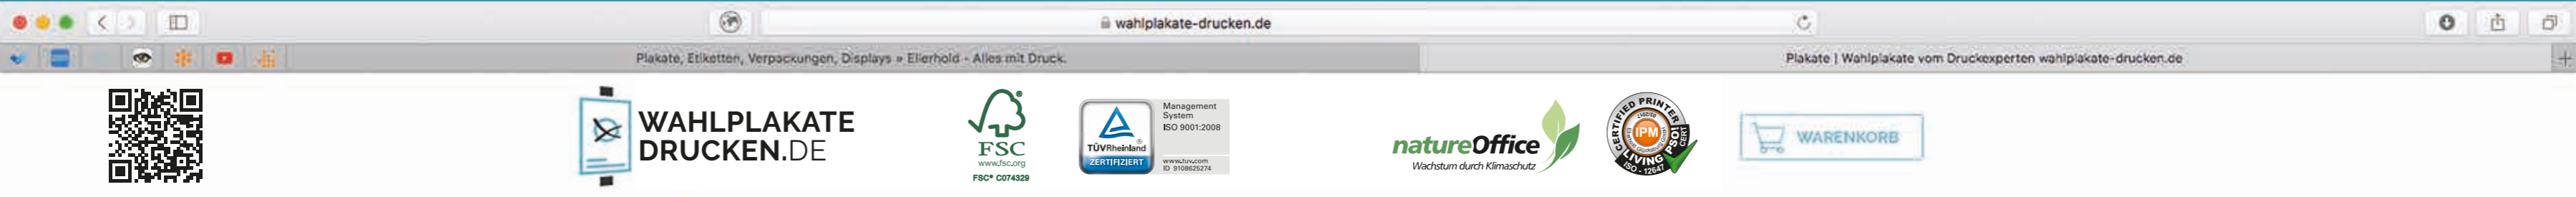 wahlplakate-drucken.de
Plakate, Etiketten, Verpackungen, Displays » Ellerhold - Alles mit Druck.
Plakate | Wahlplakate vom Druckexperten wahlplakate-drucken.de
WAHLPLAKATE
DRUCKEN.DE
FSC
www.fsc.org
FSC® C074329
TÜVRheinland®
ZERTIFIZIERT
Management
System
ISO 9001:2008
www.tuv.com
ID 9108625274
natureOffice
Wachstum durch Klimaschutz
CERTIFIED PRINTER
IPM
LIVING PSO!
CERT
ISO - 12647
WARENKORB